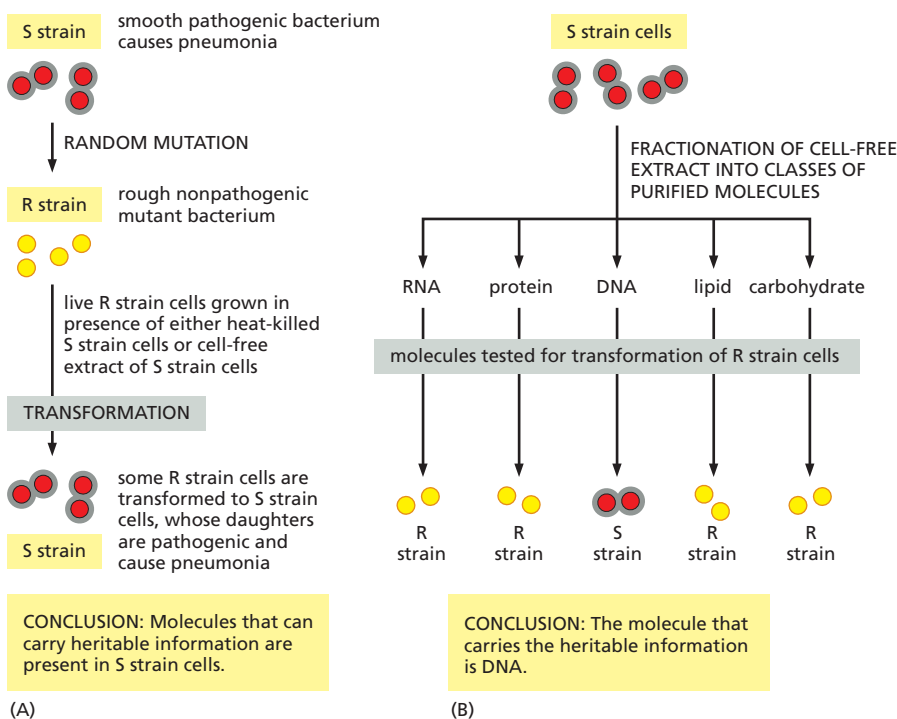 S strain
smooth pathogenic bacterium
causes pneumonia
RANDOM MUTATION
R strain
rough nonpathogenic
mutant bacterium
live R strain cells grown in
presence of either heat-killed
S strain cells or cell-free
extract of S strain cells
TRANSFORMATION
some R strain cells are
transformed to S strain
cells, whose daughters
are pathogenic and
cause pneumonia
S strain
CONCLUSION: Molecules that can
carry heritable information are
present in S strain cells.
(A)
S strain cells
FRACTIONATION OF CELL-FREE
EXTRACT INTO CLASSES OF
PURIFIED MOLECULES
RNA protein DNA lipid carbohydrate
molecules tested for transformation of R strain cells
R R S R R
strain strain strain strain strain
CONCLUSION: The molecule that
carries the heritable information
is DNA.
(B)